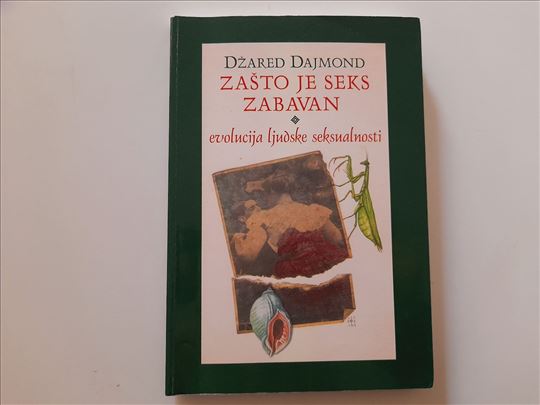 DŽARED DAJMOND
ZAŠTO JE SEKS
ZABAVAN
evolucija ljudske seksualnosti